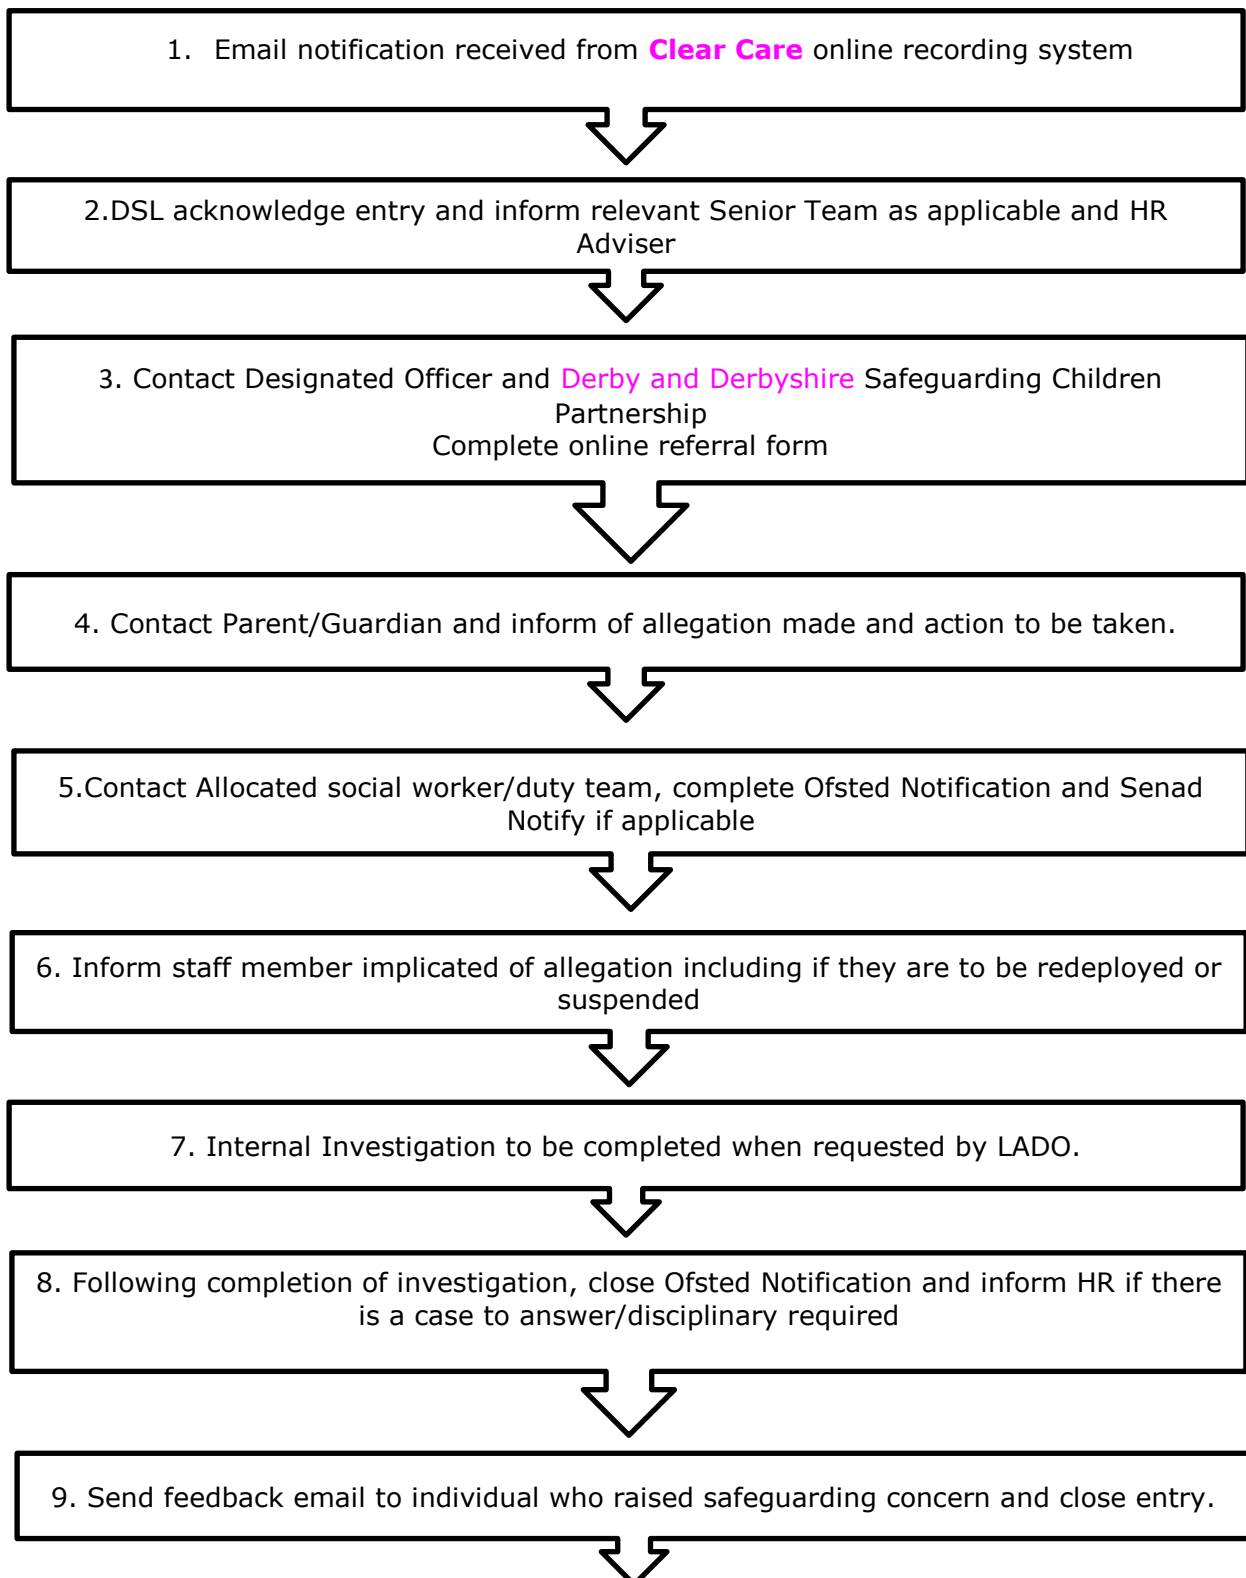 1. Email notification received from Clear Care online recording system
2.DSL acknowledge entry and inform relevant Senior Team as applicable and HR
Adviser
3. Contact Designated Officer and Derby and Derbyshire Safeguarding Children
Partnership
Complete online referral form
4. Contact Parent/Guardian and inform of allegation made and action to be taken.
5.Contact Allocated social worker/duty team, complete Ofsted Notification and Senad
Notify if applicable
6. Inform staff member implicated of allegation including if they are to be redeployed or
suspended
7. Internal Investigation to be completed when requested by LADO.
8. Following completion of investigation, close Ofsted Notification and inform HR if there
is a case to answer/disciplinary required
9. Send feedback email to individual who raised safeguarding concern and close entry.